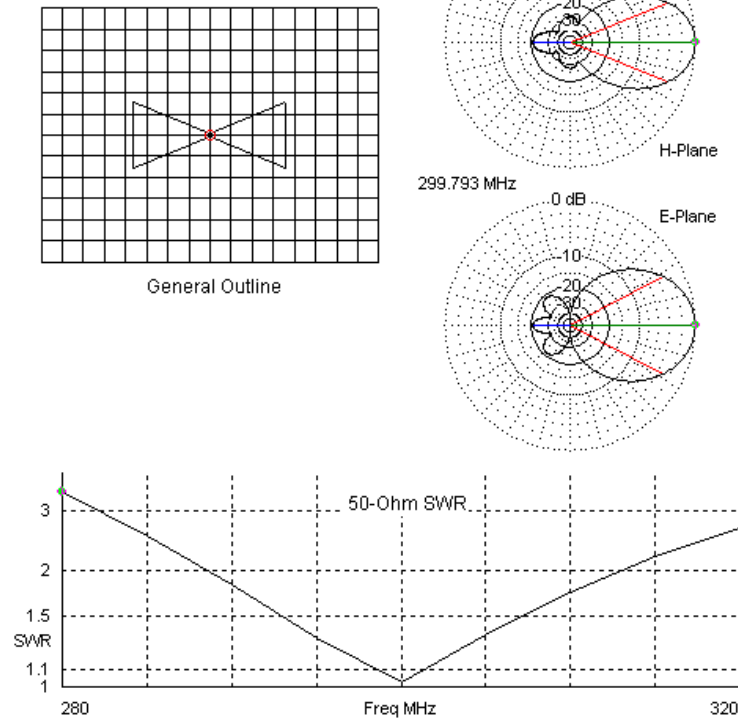 20
30
H-Plane
General Outline
299.793 MHz
0 dB
E-Plane
-10
-20
30
50-Ohm SWR
3
2
1.5
SWR
1.1
1
280
Freq MHz
320